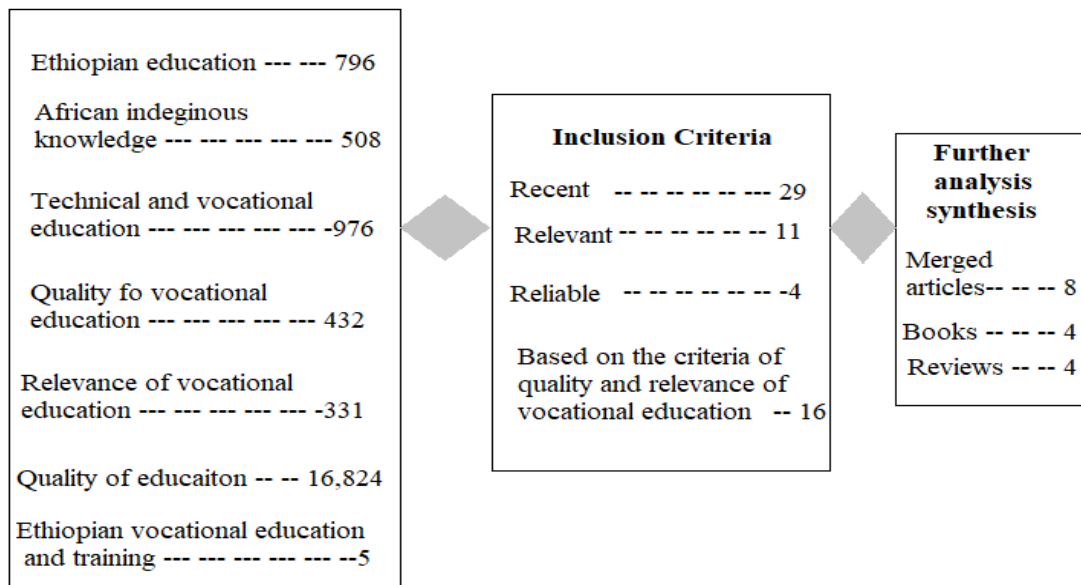 Ethiopian education --- --- 796
African indeginous
knowledge --- --- --- --- --- 508
Technical and vocational
education --- --- --- --- --- -976
Quality fo vocational
education --- --- --- --- --- 432
Relevance of vocational
education --- --- --- --- --- -331
Quality of educaiton -- -- 16,824
Ethiopian vocational education
and training --- --- --- --- --- --5
Inclusion Criteria
Recent -- -- -- -- -- --- 29
Relevant -- -- -- -- -- -- 11
Reliable -- -- -- -- -- -- -4
Based on the criteria of
quality and relevance of
vocational education -- 16
Further
analysis
synthesis
Merged
articles-- -- -- 8
Books -- -- -- 4
Reviews -- -- 4